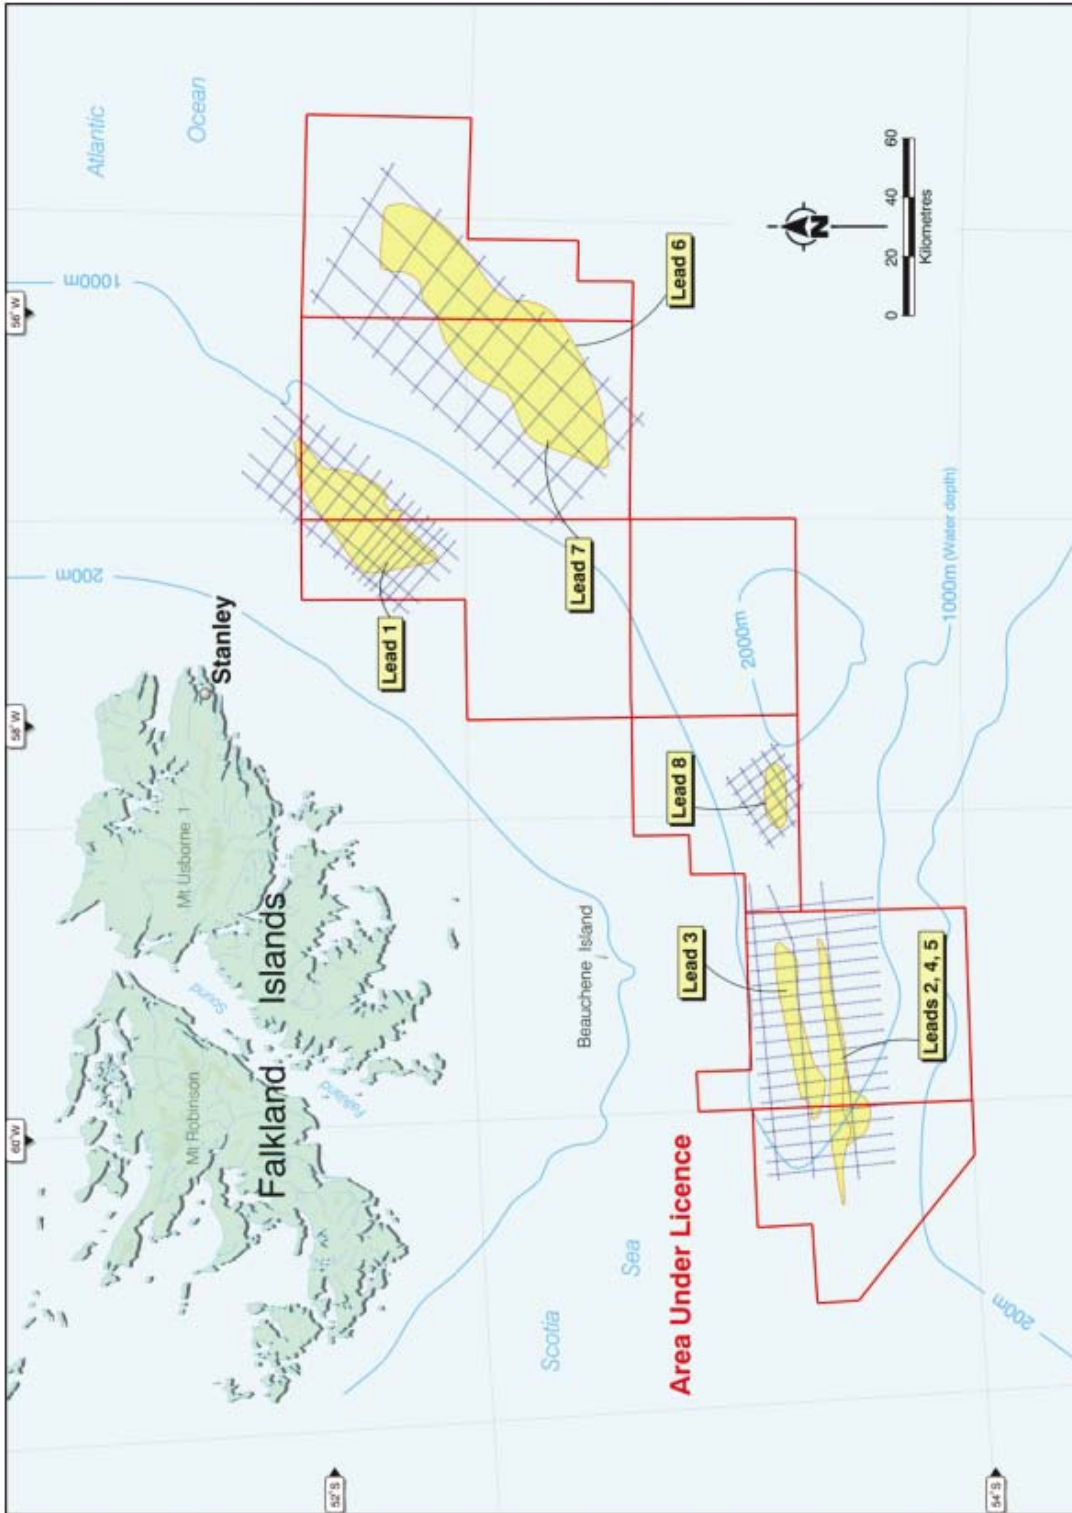 60°W
58°W
56°W
Atlantic
Ocean
1000m
200m
Mt Robinson
Mt Usborne 1
Sound
Stanley
Falkland Islands
Falkland
52°S
Lead 1
Scotia
Sea
Beauchene Island
Lead 7
Lead 6
Area Under Licence
Lead 3
Lead 8
2000m
N
0 20 40 60
Kilometres
Leads 2, 4, 5
1000m (Water depth)
200m
54°S